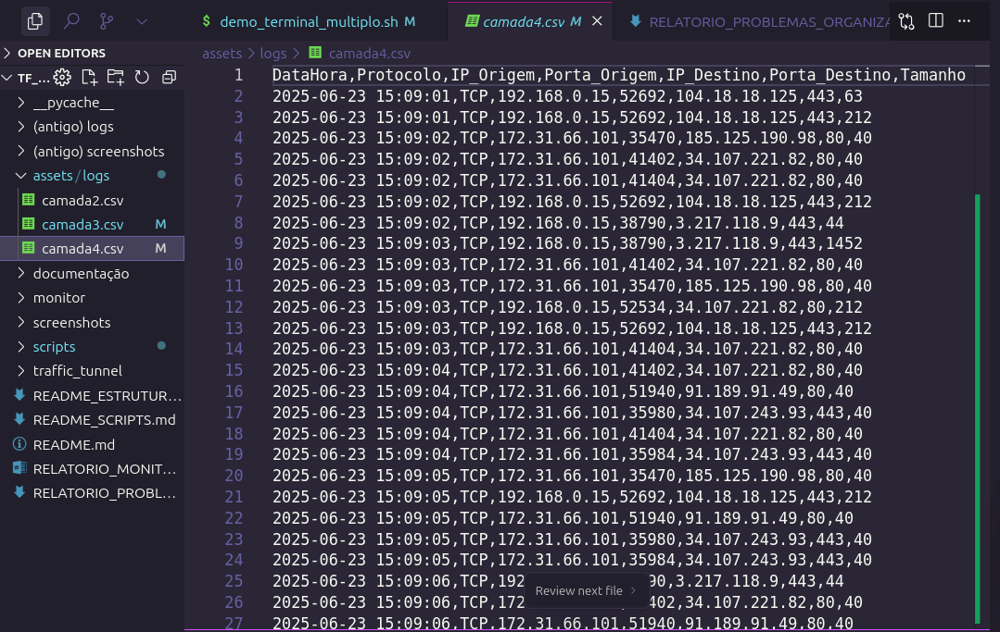 demo_terminal_multiplo.sh M
camada4.csv M
RELATORIO_PROBLEMAS_ORGANIZA
OPEN EDITORS
TF_...
__pycache__
(antigo) logs
(antigo) screenshots
assets/logs
camada2.csv
camada3.csv M
camada4.csv M
documentação
monitor
screenshots
scripts
traffic_tunnel
README_ESTRUTUR...
README_SCRIPTS.md
README.md
RELATORIO_MONIT...
RELATORIO_PROBL...
assets > logs > camada4.csv
1 DataHora,Protocolo,IP_Origem,Porta_Origem,IP_Destino,Porta_Destino,Tamanho
2 2025-06-23 15:09:01,TCP,192.168.0.15,52692,104.18.18.125,443,63
3 2025-06-23 15:09:01,TCP,192.168.0.15,52692,104.18.18.125,443,212
4 2025-06-23 15:09:02,TCP,172.31.66.101,35470,185.125.190.98,80,40
5 2025-06-23 15:09:02,TCP,172.31.66.101,41402,34.107.221.82,80,40
6 2025-06-23 15:09:02,TCP,172.31.66.101,41404,34.107.221.82,80,40
7 2025-06-23 15:09:02,TCP,192.168.0.15,52692,104.18.18.125,443,212
8 2025-06-23 15:09:02,TCP,192.168.0.15,38790,3.217.118.9,443,44
9 2025-06-23 15:09:03,TCP,192.168.0.15,38790,3.217.118.9,443,1452
10 2025-06-23 15:09:03,TCP,172.31.66.101,41402,34.107.221.82,80,40
11 2025-06-23 15:09:03,TCP,172.31.66.101,35470,185.125.190.98,80,40
12 2025-06-23 15:09:03,TCP,192.168.0.15,52534,34.107.221.82,80,212
13 2025-06-23 15:09:03,TCP,192.168.0.15,52692,104.18.18.125,443,212
14 2025-06-23 15:09:03,TCP,172.31.66.101,41404,34.107.221.82,80,40
15 2025-06-23 15:09:04,TCP,172.31.66.101,41402,34.107.221.82,80,40
16 2025-06-23 15:09:04,TCP,172.31.66.101,51940,91.189.91.49,80,40
17 2025-06-23 15:09:04,TCP,172.31.66.101,35980,34.107.243.93,443,40
18 2025-06-23 15:09:04,TCP,172.31.66.101,41404,34.107.221.82,80,40
19 2025-06-23 15:09:04,TCP,172.31.66.101,35984,34.107.243.93,443,40
20 2025-06-23 15:09:05,TCP,172.31.66.101,35470,185.125.190.98,80,40
21 2025-06-23 15:09:05,TCP,192.168.0.15,52692,104.18.18.125,443,212
22 2025-06-23 15:09:05,TCP,172.31.66.101,51940,91.189.91.49,80,40
23 2025-06-23 15:09:05,TCP,172.31.66.101,35980,34.107.243.93,443,40
24 2025-06-23 15:09:05,TCP,172.31.66.101,35984,34.107.243.93,443,40
25 2025-06-23 15:09:06,TCP,192 90,3.217.118.9,443,44
Review next file
26 2025-06-23 15:09:06,TCP,172 402,34.107.221.82,80,40
27 2025-06-23 15:09:06,TCP,172.31.66.101,51940,91.189.91.49,80,40